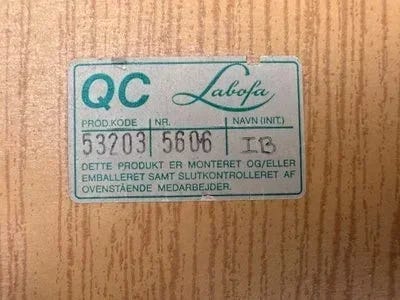 QC Labofa
PROD.KODE NR. NAVN (INIT.)
53203 5606 IB
DETTE PRODUKT ER MONTERET OG/ELLER
EMBALLERET SAMT SLUTKONTROLLERET AF
OVENSTÅENDE MEDARBEJDER.